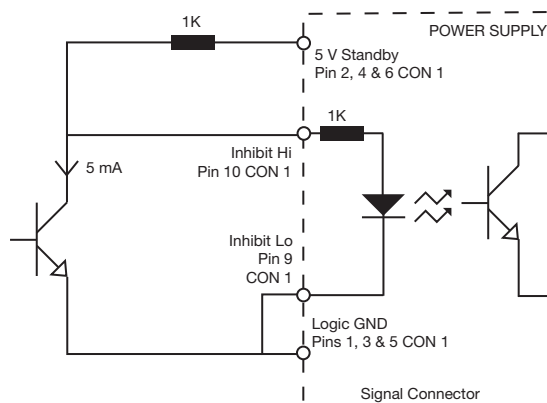 1K
POWER SUPPLY
5 V Standby
Pin 2, 4 & 6 CON 1
1K
Inhibit Hi
Pin 10 CON 1
5 mA
Inhibit Lo
Pin 9
CON 1
Logic GND
Pins 1, 3 & 5 CON 1
Signal Connector